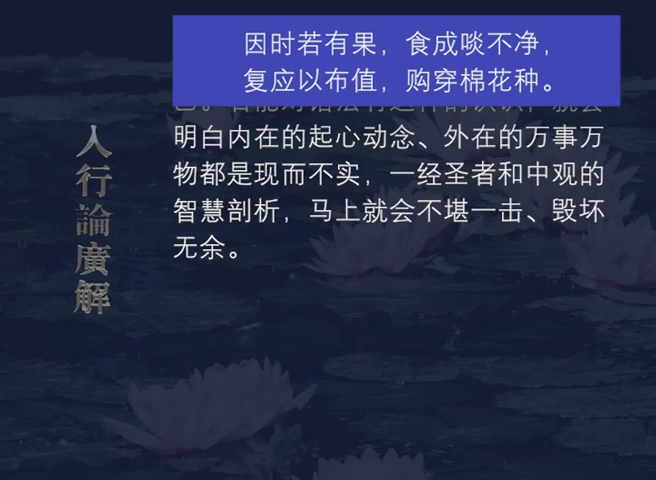 因时若有果，食成啖不净，
复应以布值，购穿棉花种。
明白内在的起心动念、外在的万事万
物都是现而不实，一经圣者和中观的
智慧剖析，马上就会不堪一击、毁坏
无余。
入行論廣解